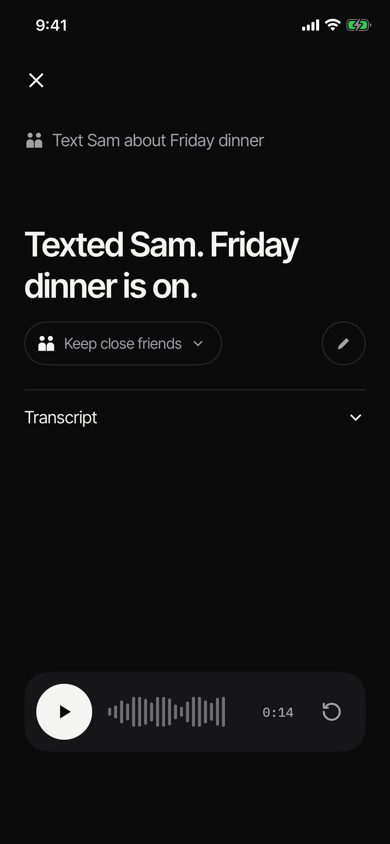 9:41
Text Sam about Friday dinner
Texted Sam. Friday
dinner is on.
Keep close friends
Transcript
0:14